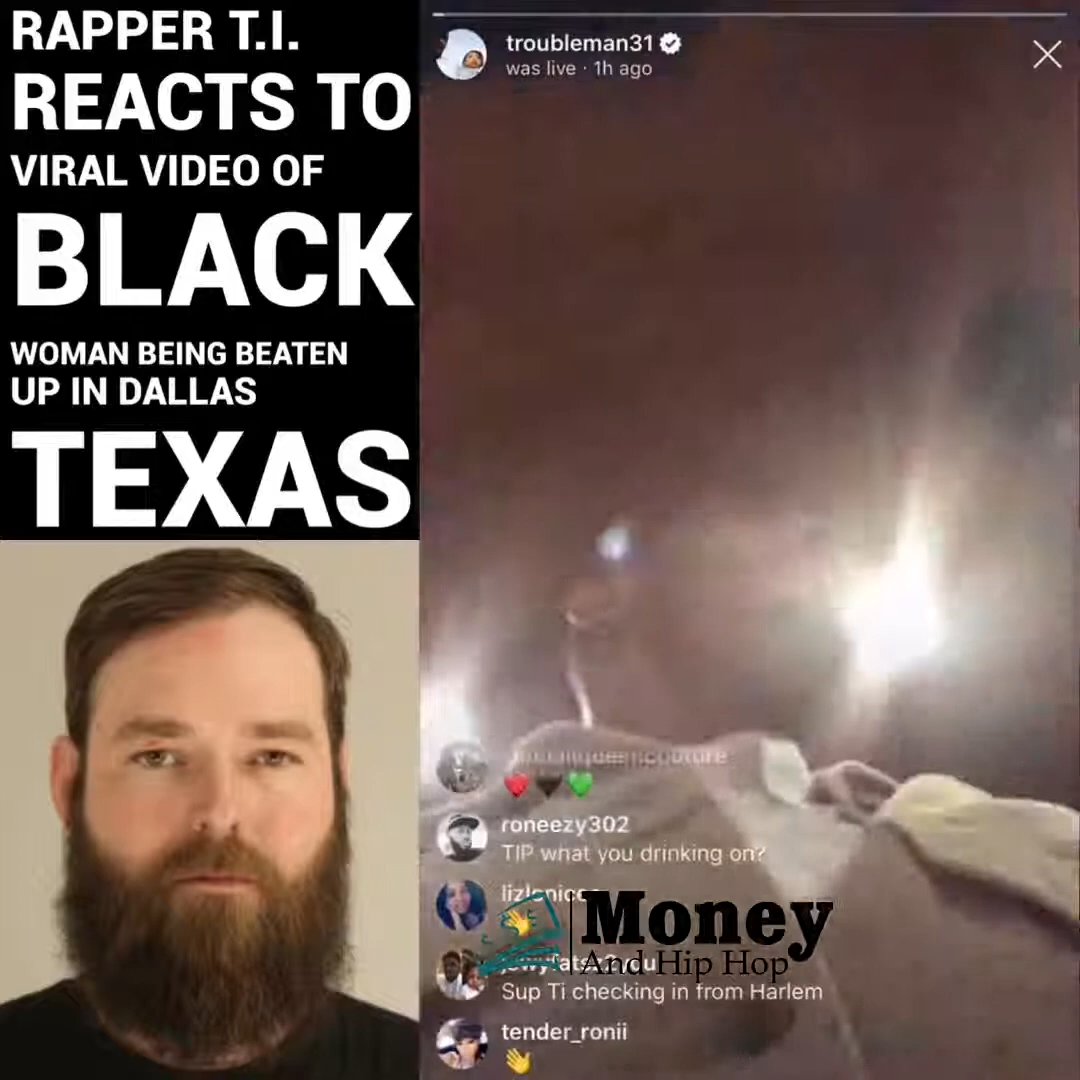 RAPPER T.I.
REACTS TO
VIRAL VIDEO OF
BLACK
WOMAN BEING BEATEN
UP IN DALLAS
TEXAS
troubleman31
was live · 1h ago
roneezy302
TIP what you drinking on?
Money
And Hip Hop
Sup Ti checking in from Harlem
tender_ronii